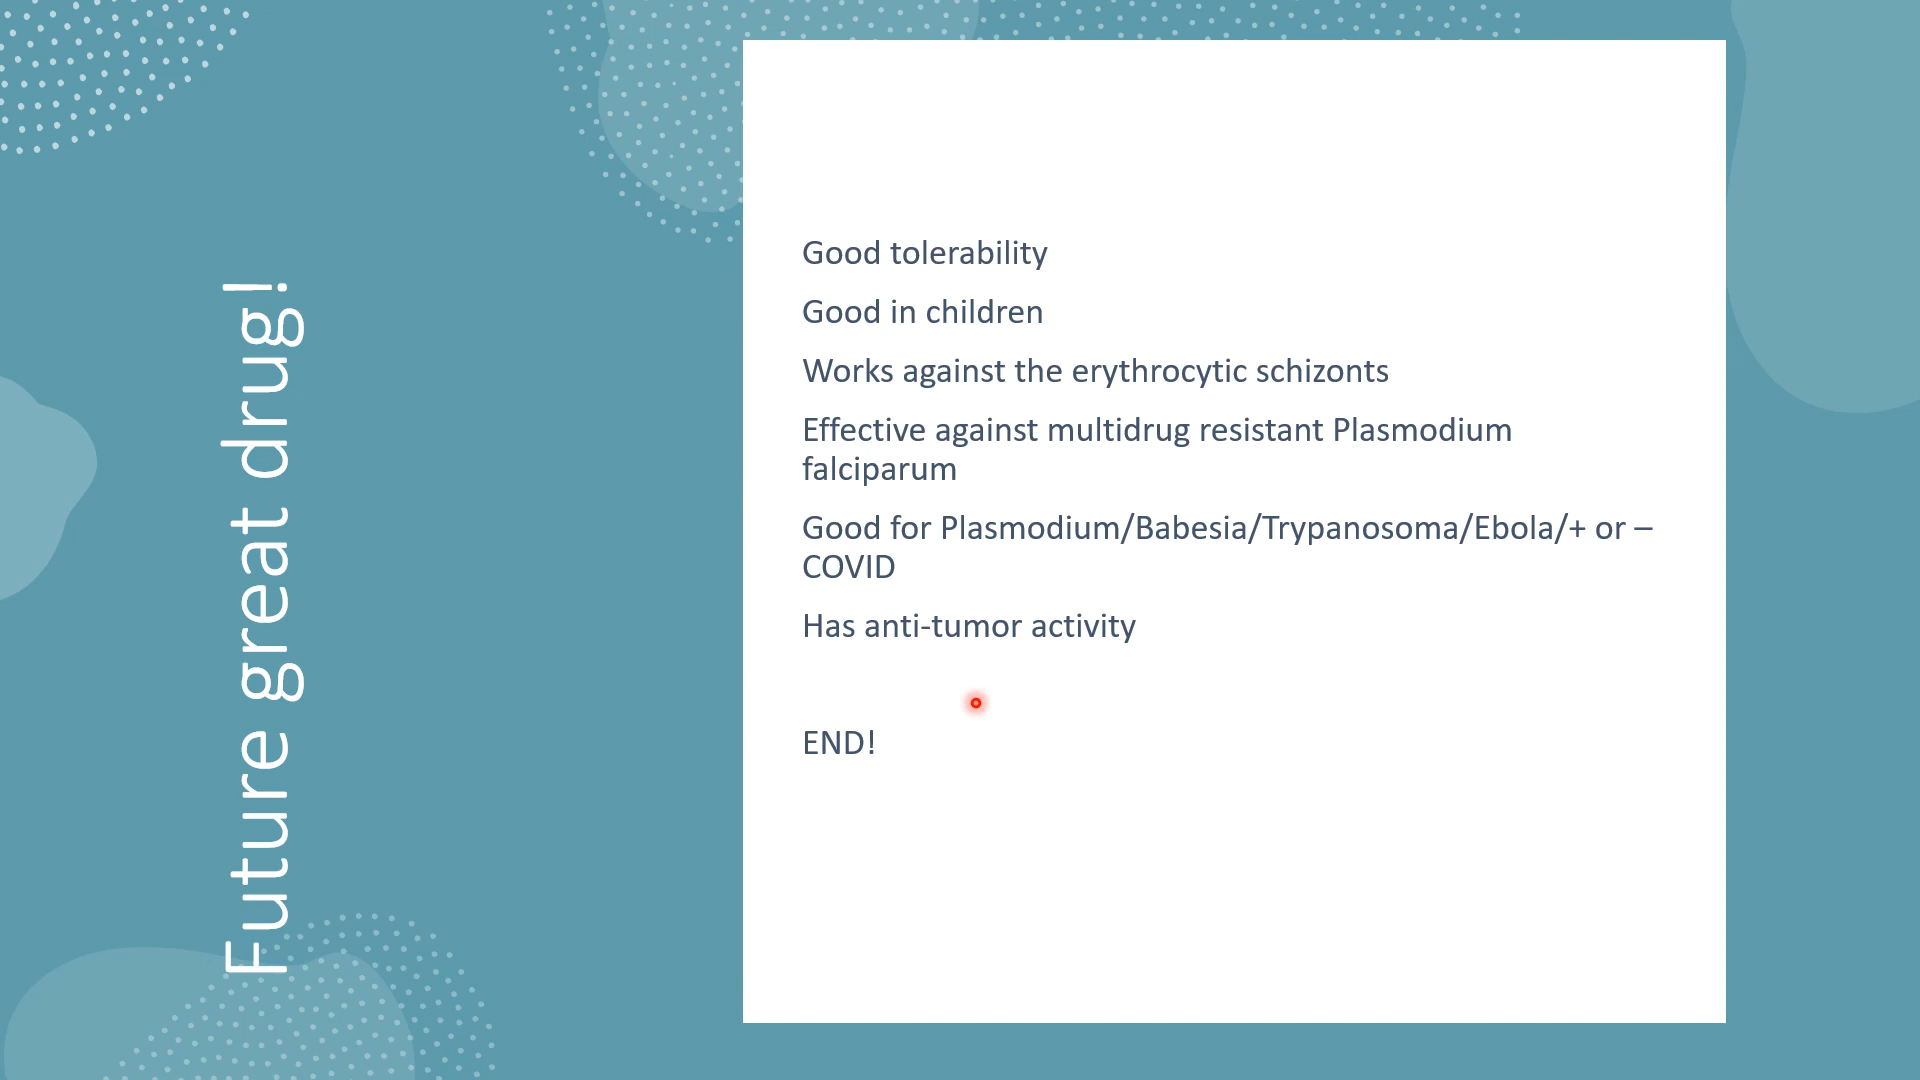 Future great drug!
Good tolerability
Good in children
Works against the erythrocytic schizonts
Effective against multidrug resistant Plasmodium
falciparum
Good for Plasmodium/Babesia/Trypanosoma/Ebola/+ or –
COVID
Has anti-tumor activity
END!